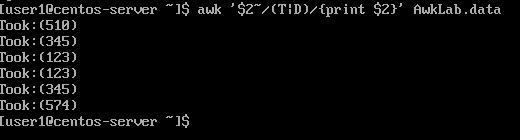 [user1@centos-server ~]$ awk '$2~/(T|D)/{print $2}' AwkLab.data
Took:(510)
Took:(345)
Took:(123)
Took:(123)
Took:(345)
Took:(574)
[user1@centos-server ~]$